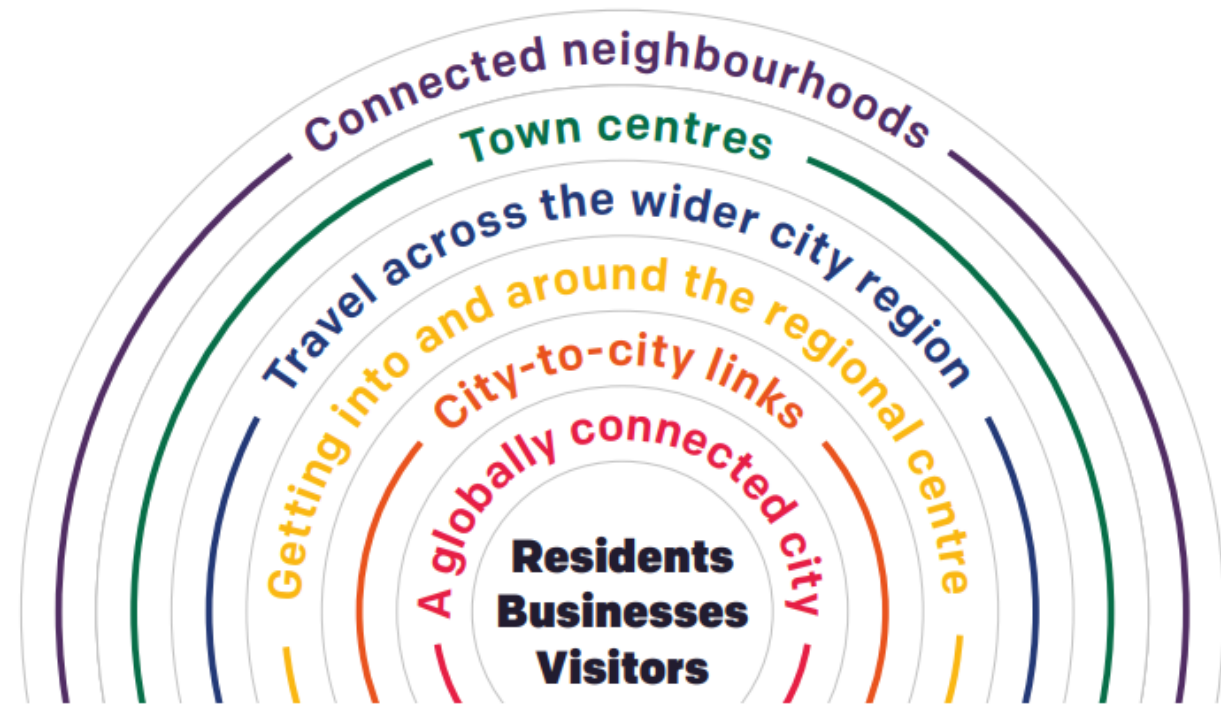 Connected neighbourhoods
Town centres
Travel across the wider city region
Getting into and around the regional centre
City-to-city links
A globally connected city
Residents
Businesses
Visitors